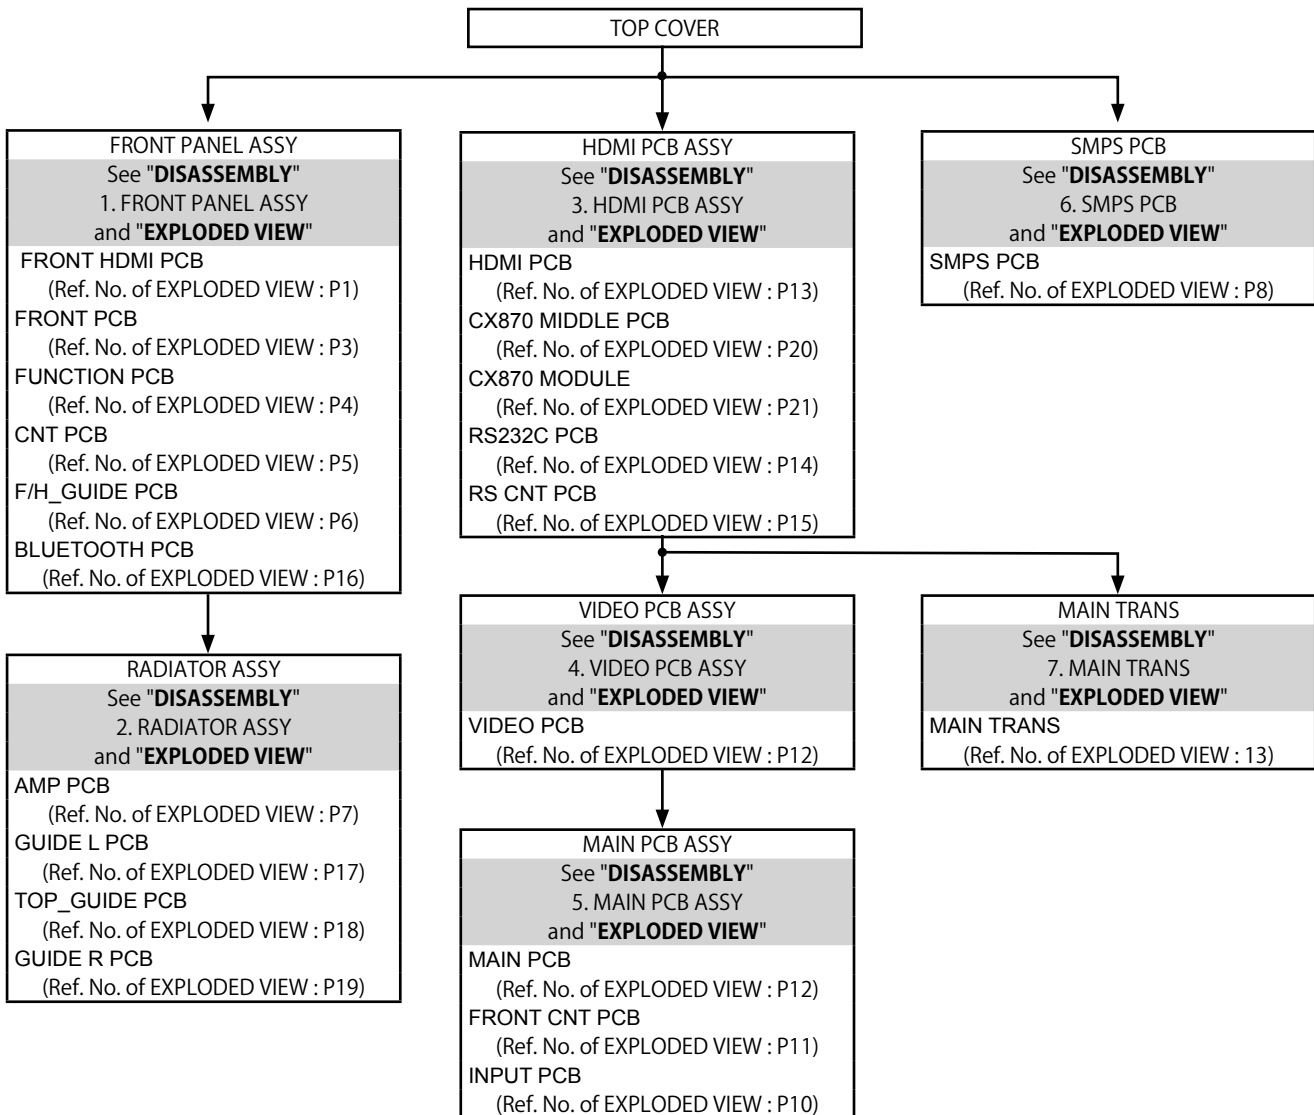 TOP COVER
FRONT PANEL ASSY
See "DISASSEMBLY"
1. FRONT PANEL ASSY
and "EXPLODED VIEW"
FRONT HDMI PCB
(Ref. No. of EXPLODED VIEW : P1)
FRONT PCB
(Ref. No. of EXPLODED VIEW : P3)
FUNCTION PCB
(Ref. No. of EXPLODED VIEW : P4)
CNT PCB
(Ref. No. of EXPLODED VIEW : P5)
F/H_GUIDE PCB
(Ref. No. of EXPLODED VIEW : P6)
BLUETOOTH PCB
(Ref. No. of EXPLODED VIEW : P16)
RADIATOR ASSY
See "DISASSEMBLY"
2. RADIATOR ASSY
and "EXPLODED VIEW"
AMP PCB
(Ref. No. of EXPLODED VIEW : P7)
GUIDE L PCB
(Ref. No. of EXPLODED VIEW : P17)
TOP_GUIDE PCB
(Ref. No. of EXPLODED VIEW : P18)
GUIDE R PCB
(Ref. No. of EXPLODED VIEW : P19)
HDMI PCB ASSY
See "DISASSEMBLY"
3. HDMI PCB ASSY
and "EXPLODED VIEW"
HDMI PCB
(Ref. No. of EXPLODED VIEW : P13)
CX870 MIDDLE PCB
(Ref. No. of EXPLODED VIEW : P20)
CX870 MODULE
(Ref. No. of EXPLODED VIEW : P21)
RS232C PCB
(Ref. No. of EXPLODED VIEW : P14)
RS CNT PCB
(Ref. No. of EXPLODED VIEW : P15)
VIDEO PCB ASSY
See "DISASSEMBLY"
4. VIDEO PCB ASSY
and "EXPLODED VIEW"
VIDEO PCB
(Ref. No. of EXPLODED VIEW : P12)
MAIN PCB ASSY
See "DISASSEMBLY"
5. MAIN PCB ASSY
and "EXPLODED VIEW"
MAIN PCB
(Ref. No. of EXPLODED VIEW : P12)
FRONT CNT PCB
(Ref. No. of EXPLODED VIEW : P11)
INPUT PCB
(Ref. No. of EXPLODED VIEW : P10)
SMPS PCB
See "DISASSEMBLY"
6. SMPS PCB
and "EXPLODED VIEW"
SMPS PCB
(Ref. No. of EXPLODED VIEW : P8)
MAIN TRANS
See "DISASSEMBLY"
7. MAIN TRANS
and "EXPLODED VIEW"
MAIN TRANS
(Ref. No. of EXPLODED VIEW : 13)